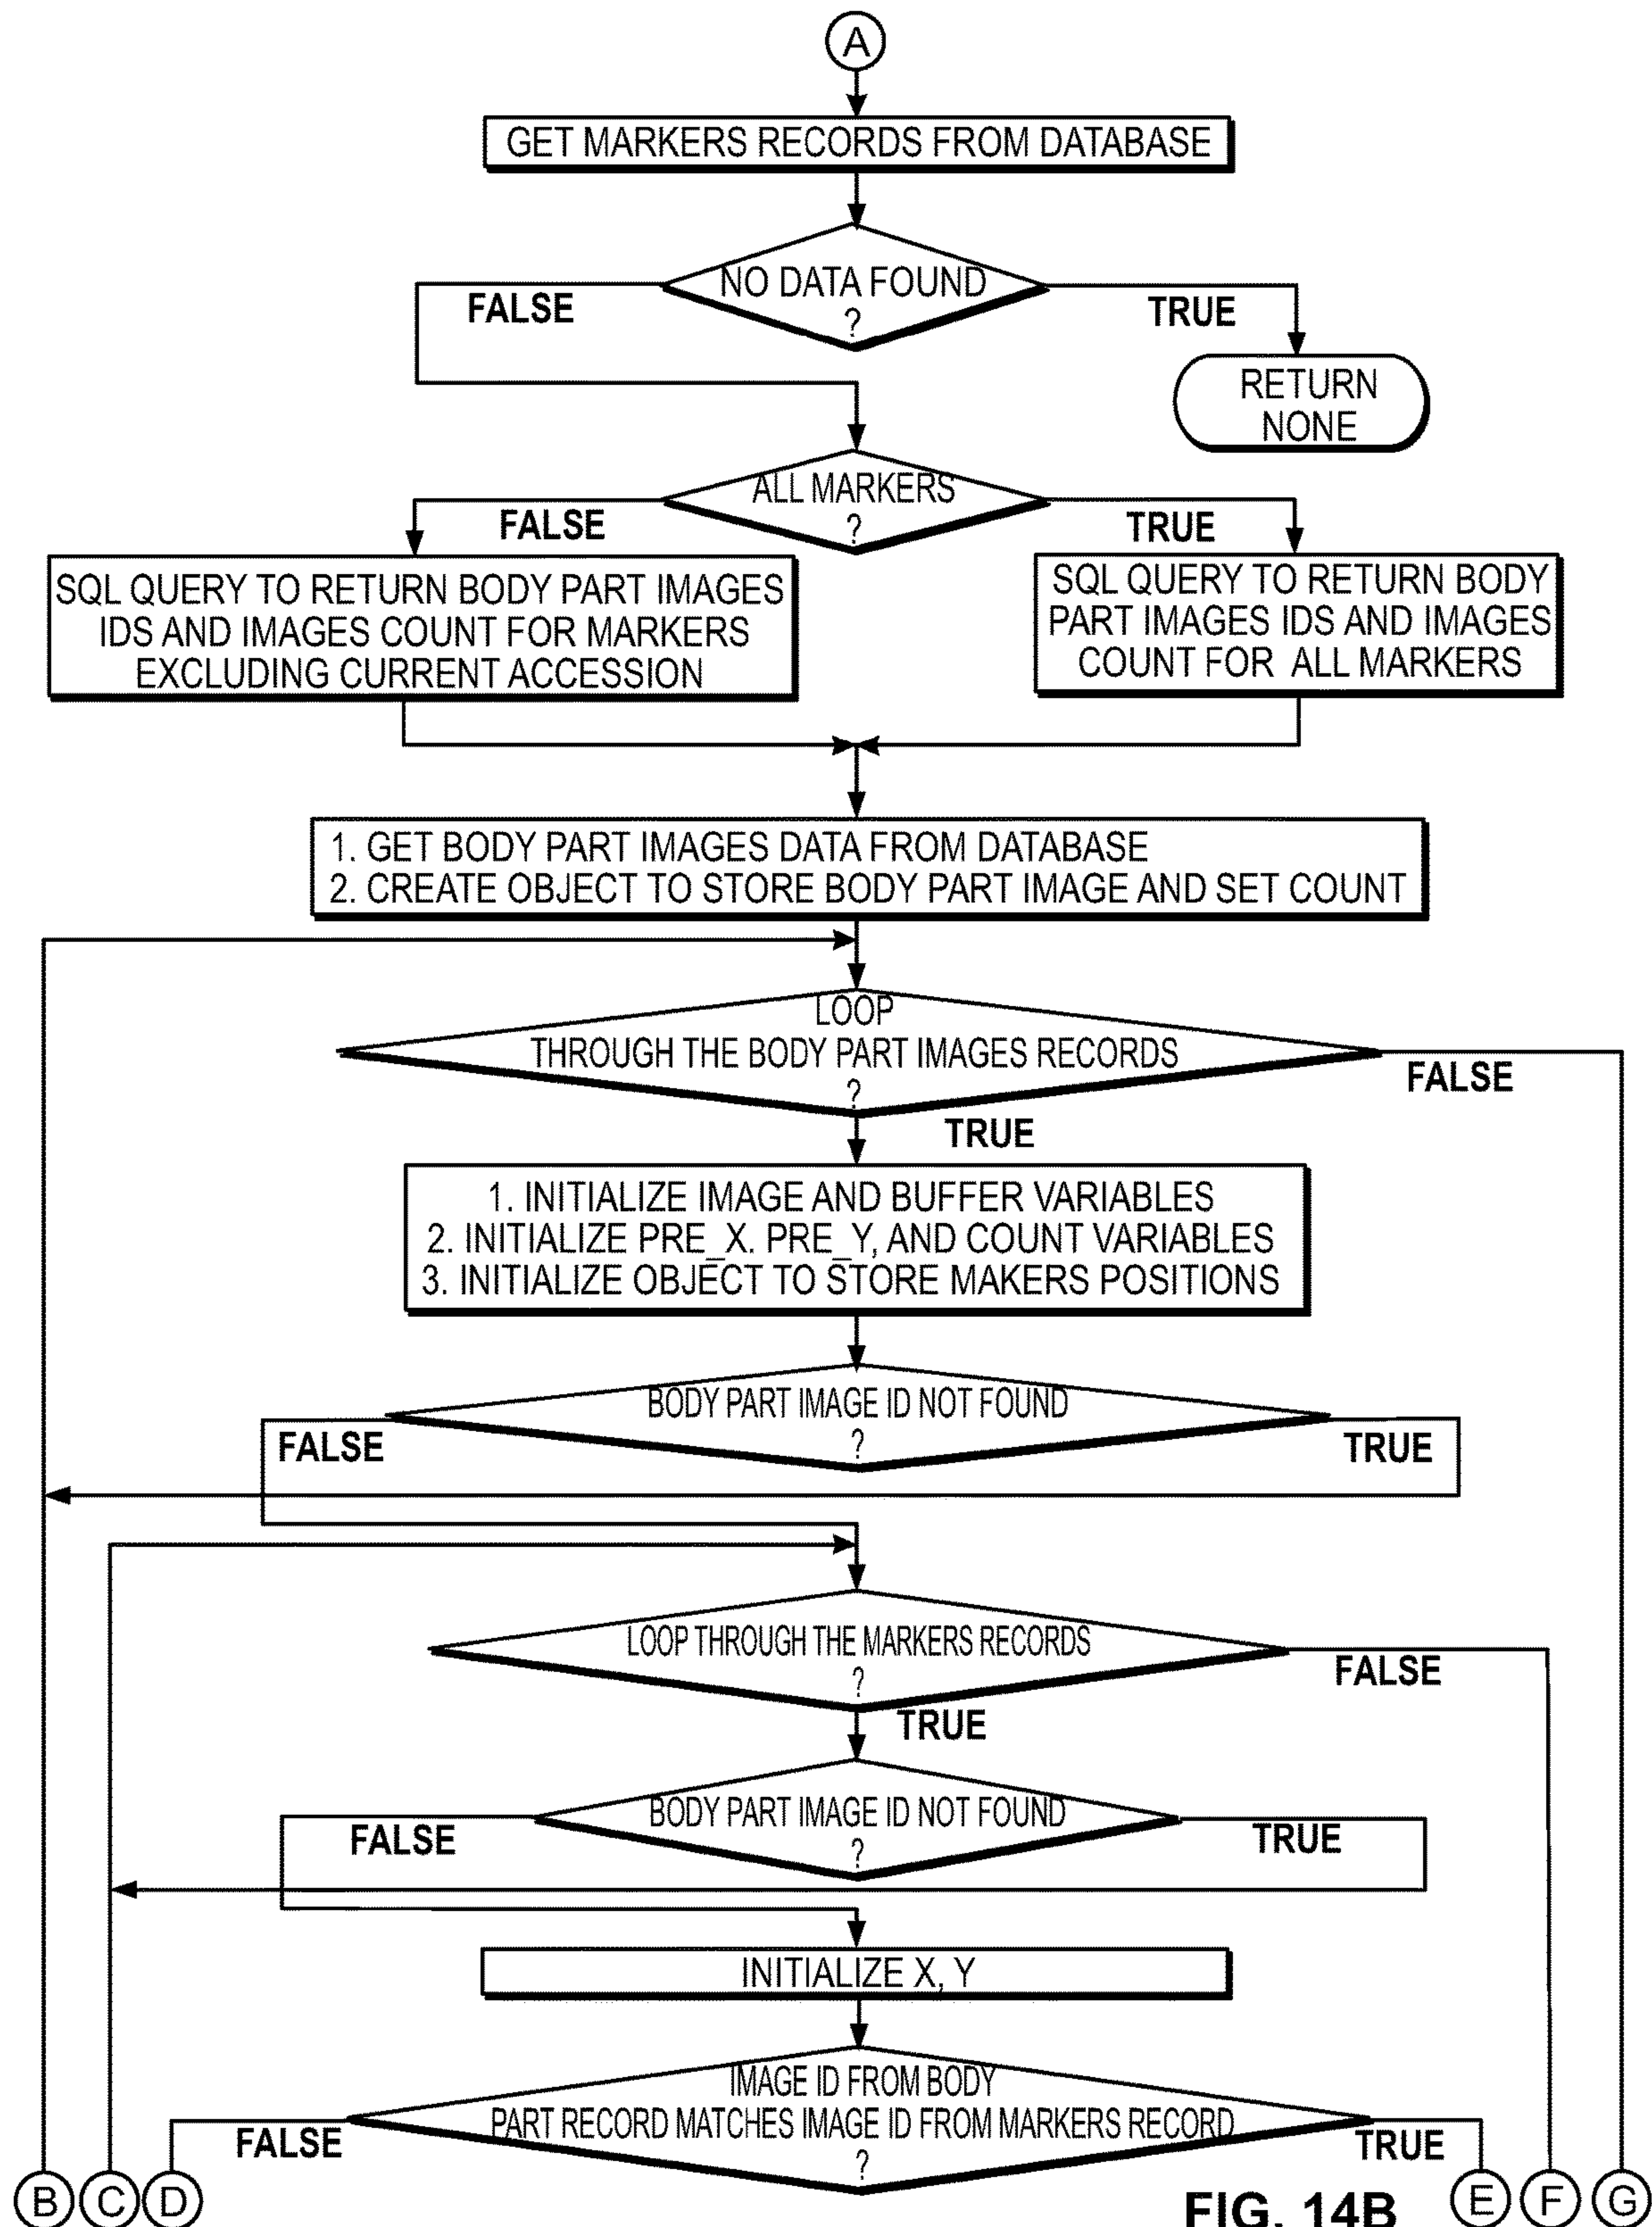 A
GET MARKERS RECORDS FROM DATABASE
NO DATA FOUND
?
FALSE
TRUE
RETURN
NONE
ALL MARKERS
?
FALSE
TRUE
SQL QUERY TO RETURN BODY PART IMAGES
IDS AND IMAGES COUNT FOR MARKERS
EXCLUDING CURRENT ACCESSION
SQL QUERY TO RETURN BODY
PART IMAGES IDS AND IMAGES
COUNT FOR ALL MARKERS
1. GET BODY PART IMAGES DATA FROM DATABASE
2. CREATE OBJECT TO STORE BODY PART IMAGE AND SET COUNT
LOOP
THROUGH THE BODY PART IMAGES RECORDS
?
FALSE
TRUE
1. INITIALIZE IMAGE AND BUFFER VARIABLES
2. INITIALIZE PRE_X. PRE_Y, AND COUNT VARIABLES
3. INITIALIZE OBJECT TO STORE MAKERS POSITIONS
BODY PART IMAGE ID NOT FOUND
?
FALSE
TRUE
LOOP THROUGH THE MARKERS RECORDS
?
FALSE
TRUE
BODY PART IMAGE ID NOT FOUND
?
FALSE
TRUE
INITIALIZE X, Y
IMAGE ID FROM BODY
PART RECORD MATCHES IMAGE ID FROM MARKERS RECORD
?
FALSE
TRUE
B C D
E F G
FIG. 14B